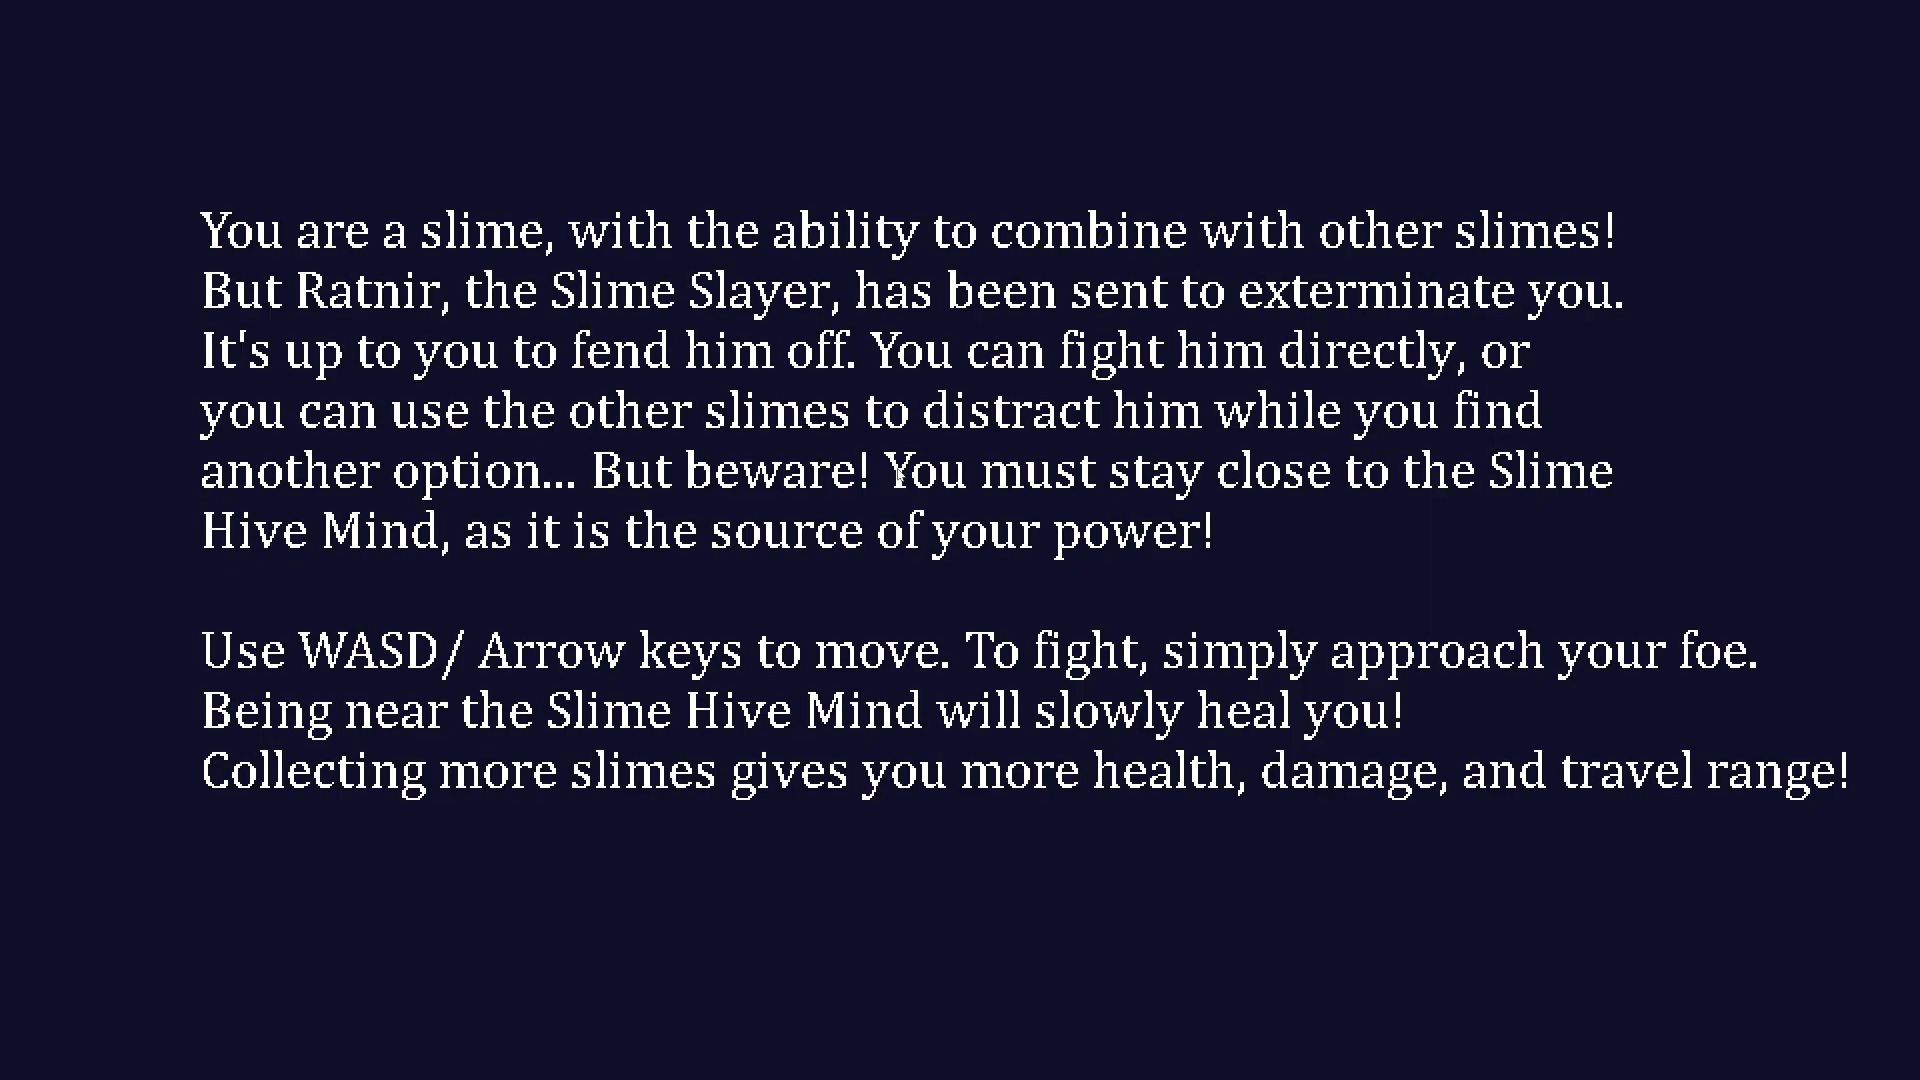 You are a slime, with the ability to combine with other slimes!
But Ratnir, the Slime Slayer, has been sent to exterminate you.
It's up to you to fend him off. You can fight him directly, or
you can use the other slimes to distract him while you find
another option... But beware! You must stay close to the Slime
Hive Mind, as it is the source of your power!
Use WASD/ Arrow keys to move. To fight, simply approach your foe.
Being near the Slime Hive Mind will slowly heal you!
Collecting more slimes gives you more health, damage, and travel range!